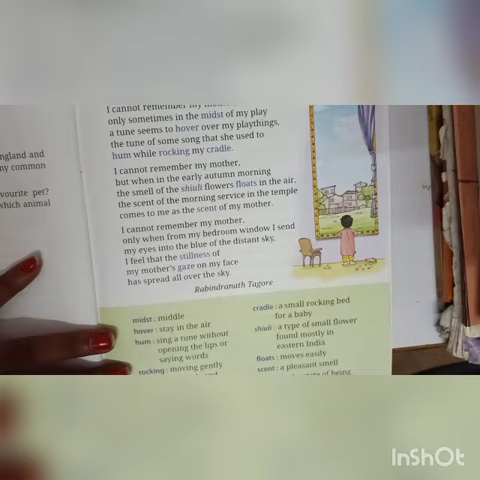 ngland and
ny common
vourite pet?
which animal
I cannot remember my
only sometimes in the midst of my play
a tune seems to hover over my playthings,
the tune of some song that she used to
hum while rocking my cradle.
I cannot remember my mother,
but when in the early autumn morning
the smell of the shiuli flowers floats in the air,
the scent of the morning service in the temple
comes to me as the scent of my mother.
I cannot remember my mother,
only when from my bedroom window I send
my eyes into the blue of the distant sky,
I feel that the stillness of
my mother's gaze on my face
has spread all over the sky.
Rabindranath Tagore
midst : middle
hover : stay in the air
hum : sing a tune without
opening the lips or
saying words
rocking : moving gently
cradle : a small rocking bed
for a baby
shiuli : a type of small flower
found mostly in
eastern India
floats : moves easily
scent : a pleasant smell
of being
InShOt